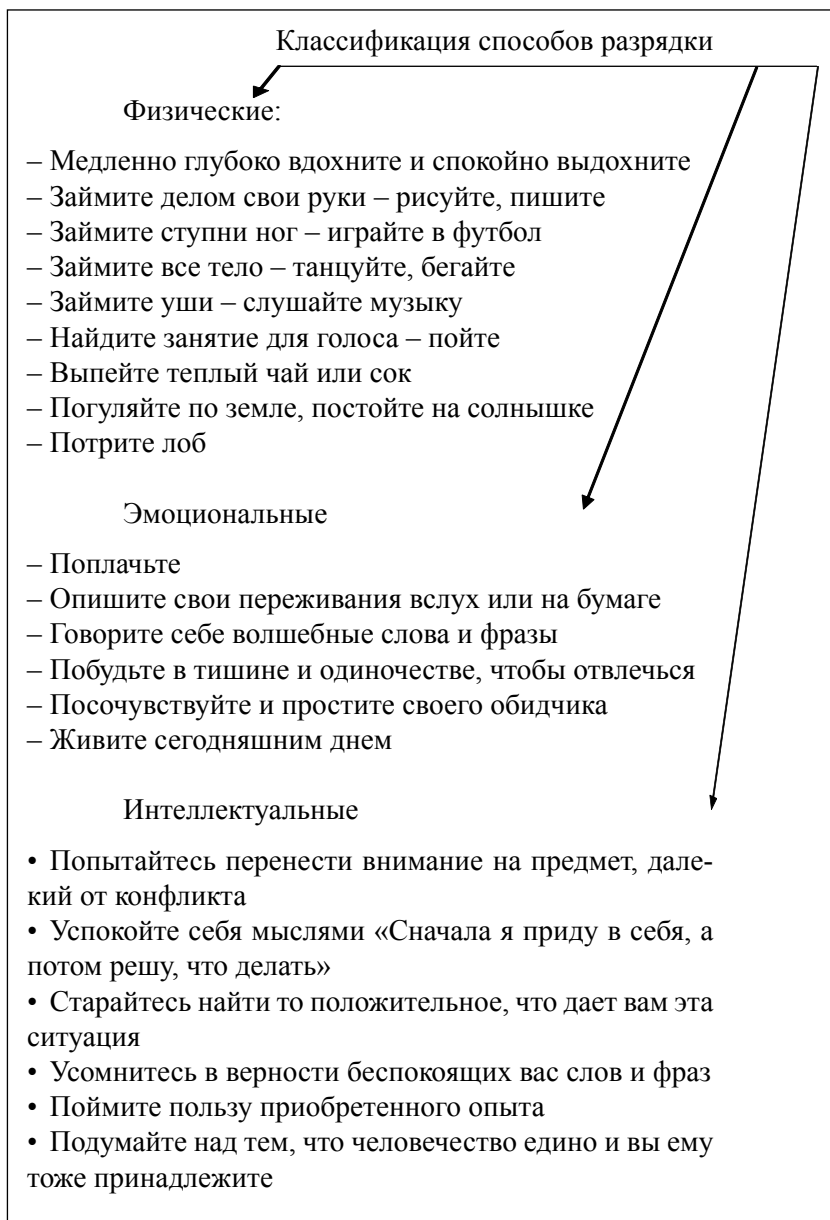 Классификация способов разрядки
Физические:
– Медленно глубоко вдохните и спокойно выдохните
– Займите делом свои руки – рисуйте, пишите
– Займите ступни ног – играйте в футбол
– Займите все тело – танцуйте, бегайте
– Займите уши – слушайте музыку
– Найдите занятие для голоса – пойте
– Выпейте теплый чай или сок
– Погуляйте по земле, постойте на солнышке
– Потрите лоб
Эмоциональные
– Поплачьте
– Опишите свои переживания вслух или на бумаге
– Говорите себе волшебные слова и фразы
– Побудьте в тишине и одиночестве, чтобы отвлечься
– Посочувствуйте и простите своего обидчика
– Живите сегодняшним днем
Интеллектуальные
• Попытайтесь перенести внимание на предмет, дале-
кий от конфликта
• Успокойте себя мыслями «Сначала я приду в себя, а
потом решу, что делать»
• Старайтесь найти то положительное, что дает вам эта
ситуация
• Усомнитесь в верности беспокоящих вас слов и фраз
• Поймите пользу приобретенного опыта
• Подумайте над тем, что человечество едино и вы ему
тоже принадлежите